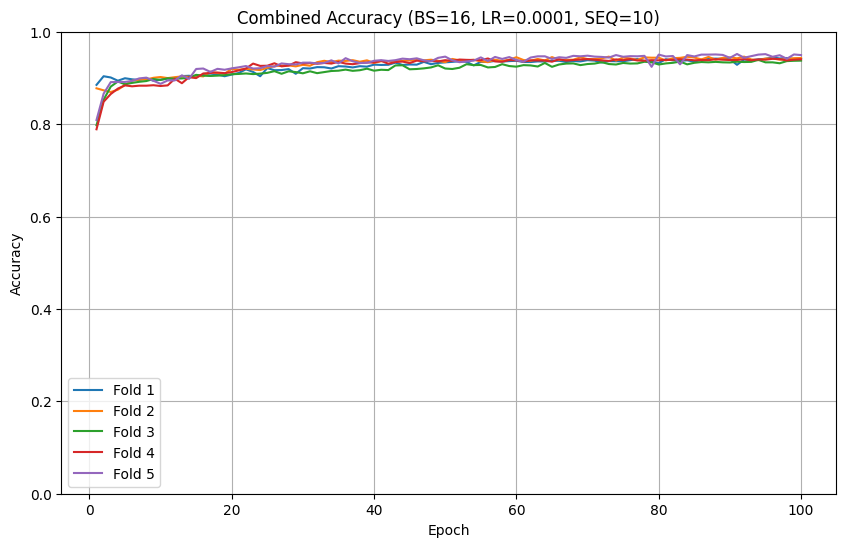 Combined Accuracy (BS=16, LR=0.0001, SEQ=10)
Accuracy
1.0
0.8
0.6
0.4
0.2
0.0
Fold 1
Fold 2
Fold 3
Fold 4
Fold 5
0 20 40 60 80 100
Epoch